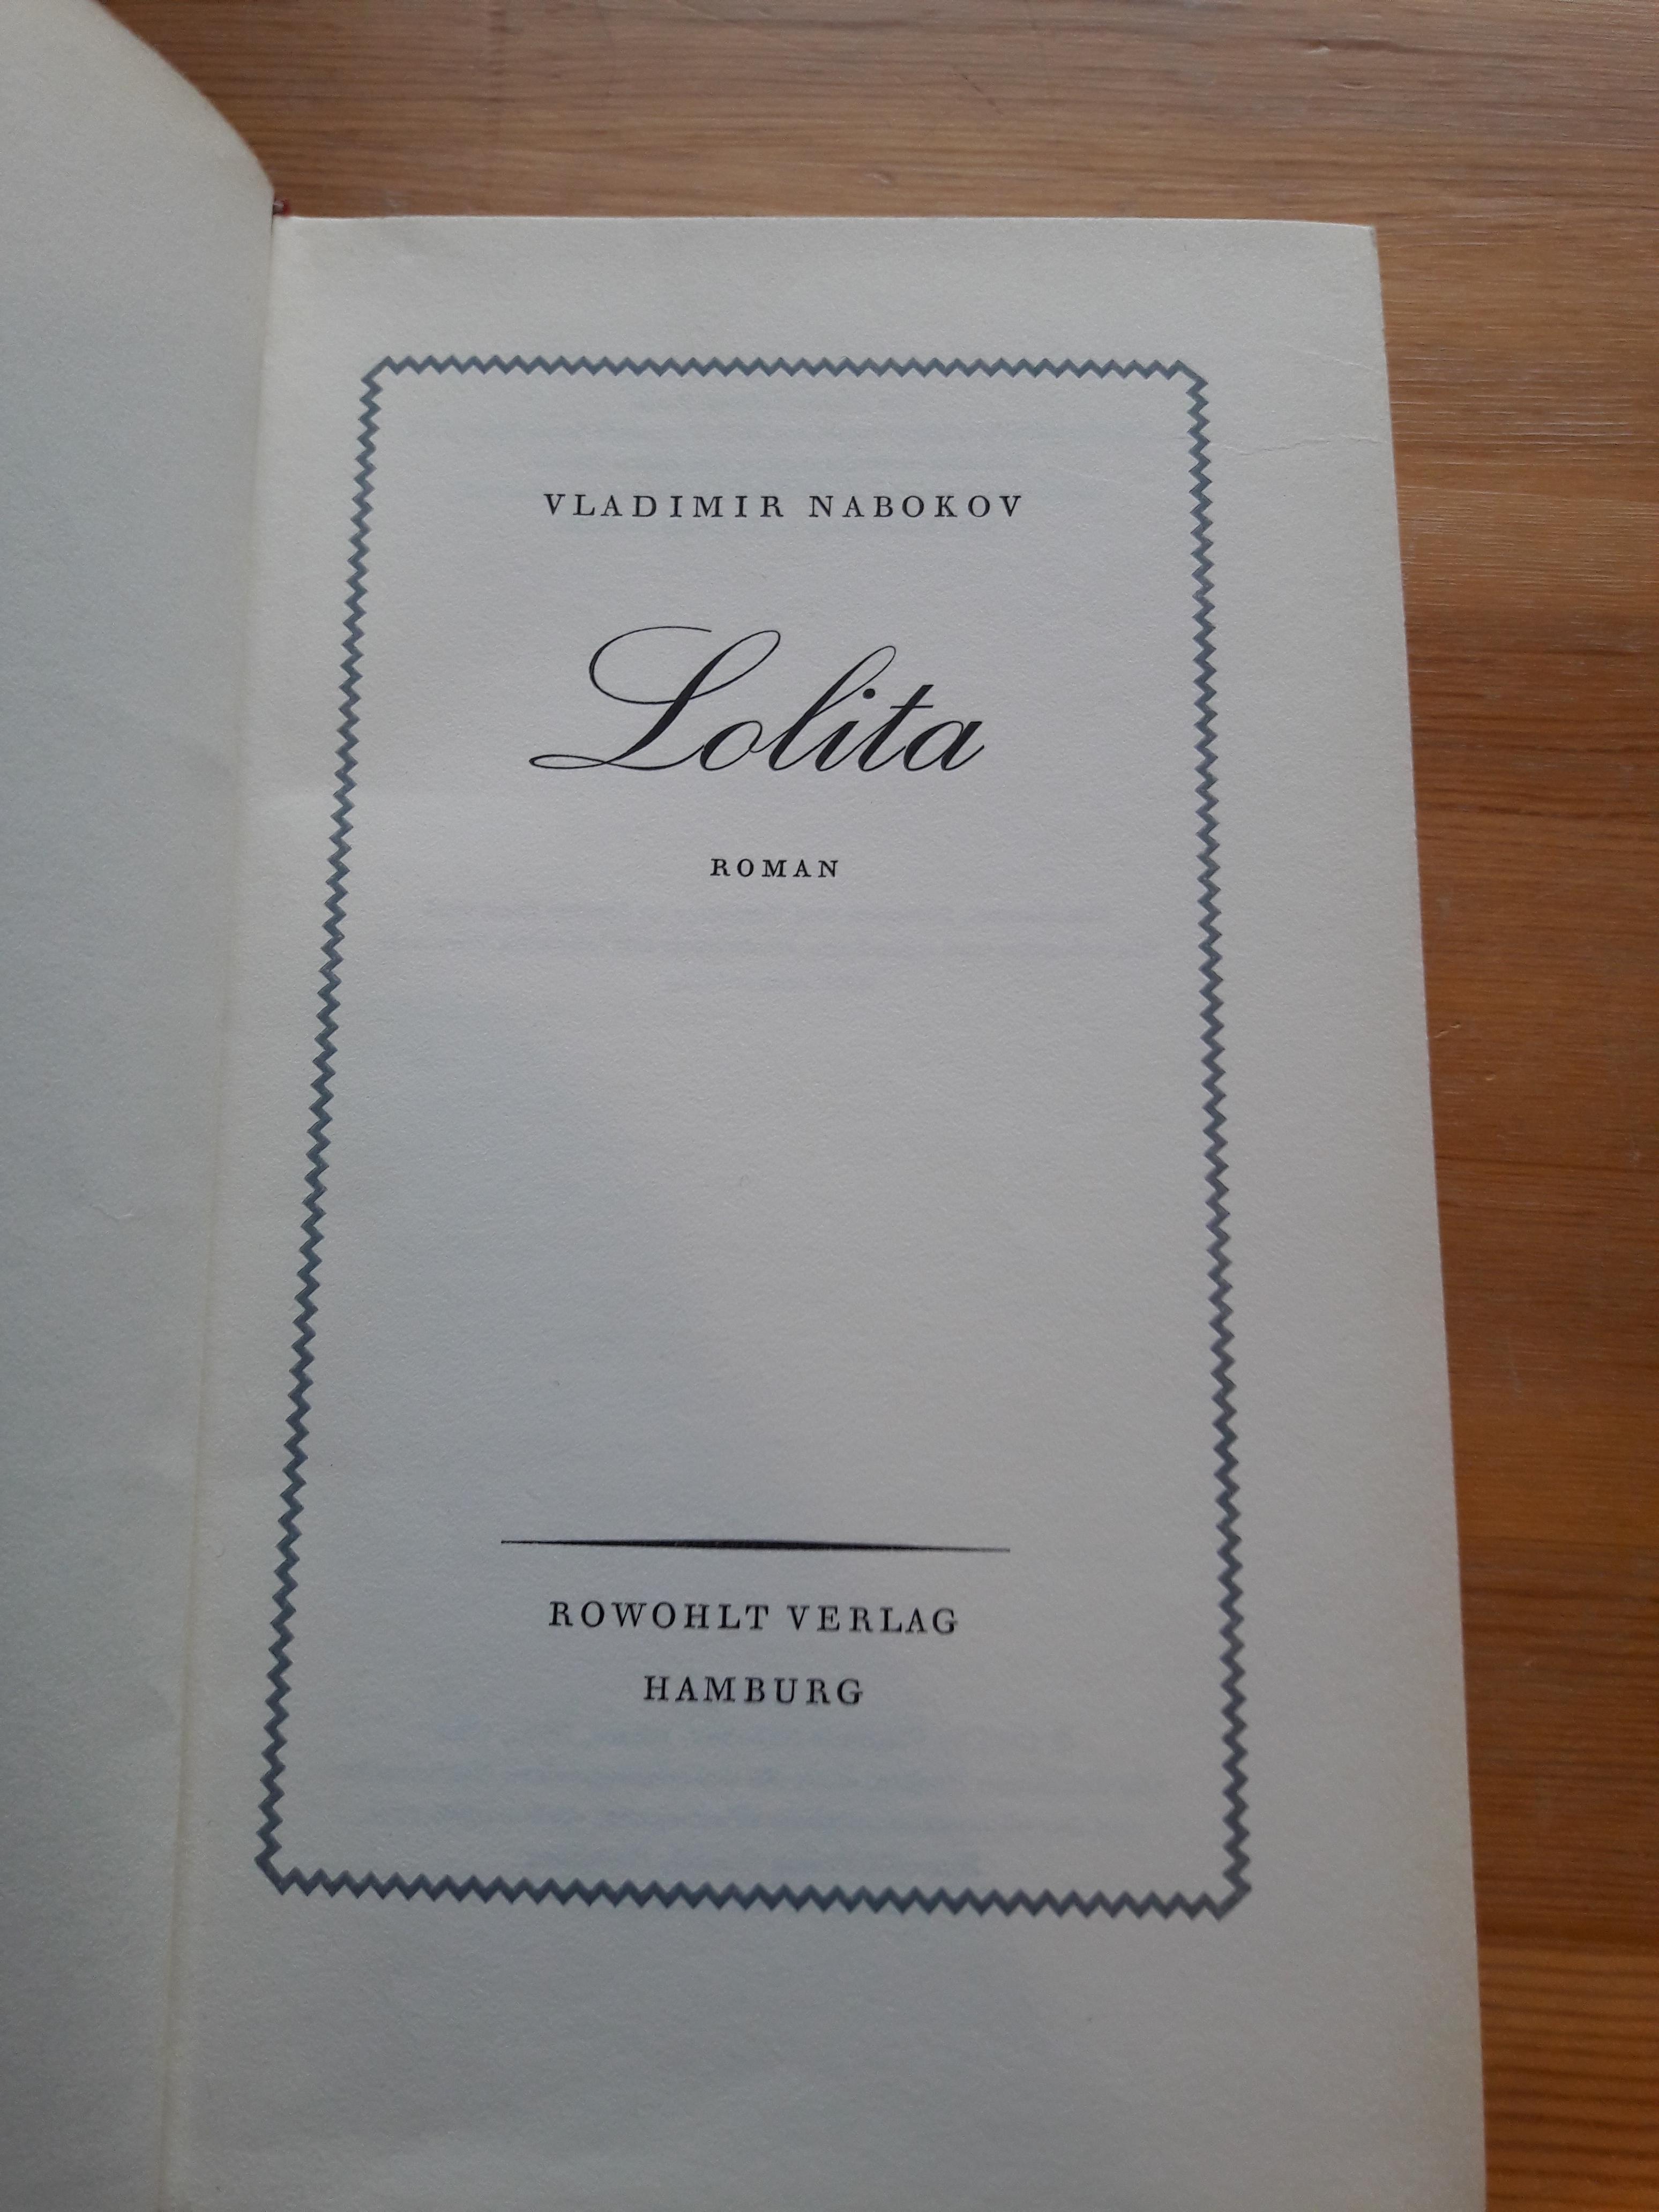 VLADIMIR NABOKOV
Lolita
ROMAN
ROWOHLT VERLAG
HAMBURG